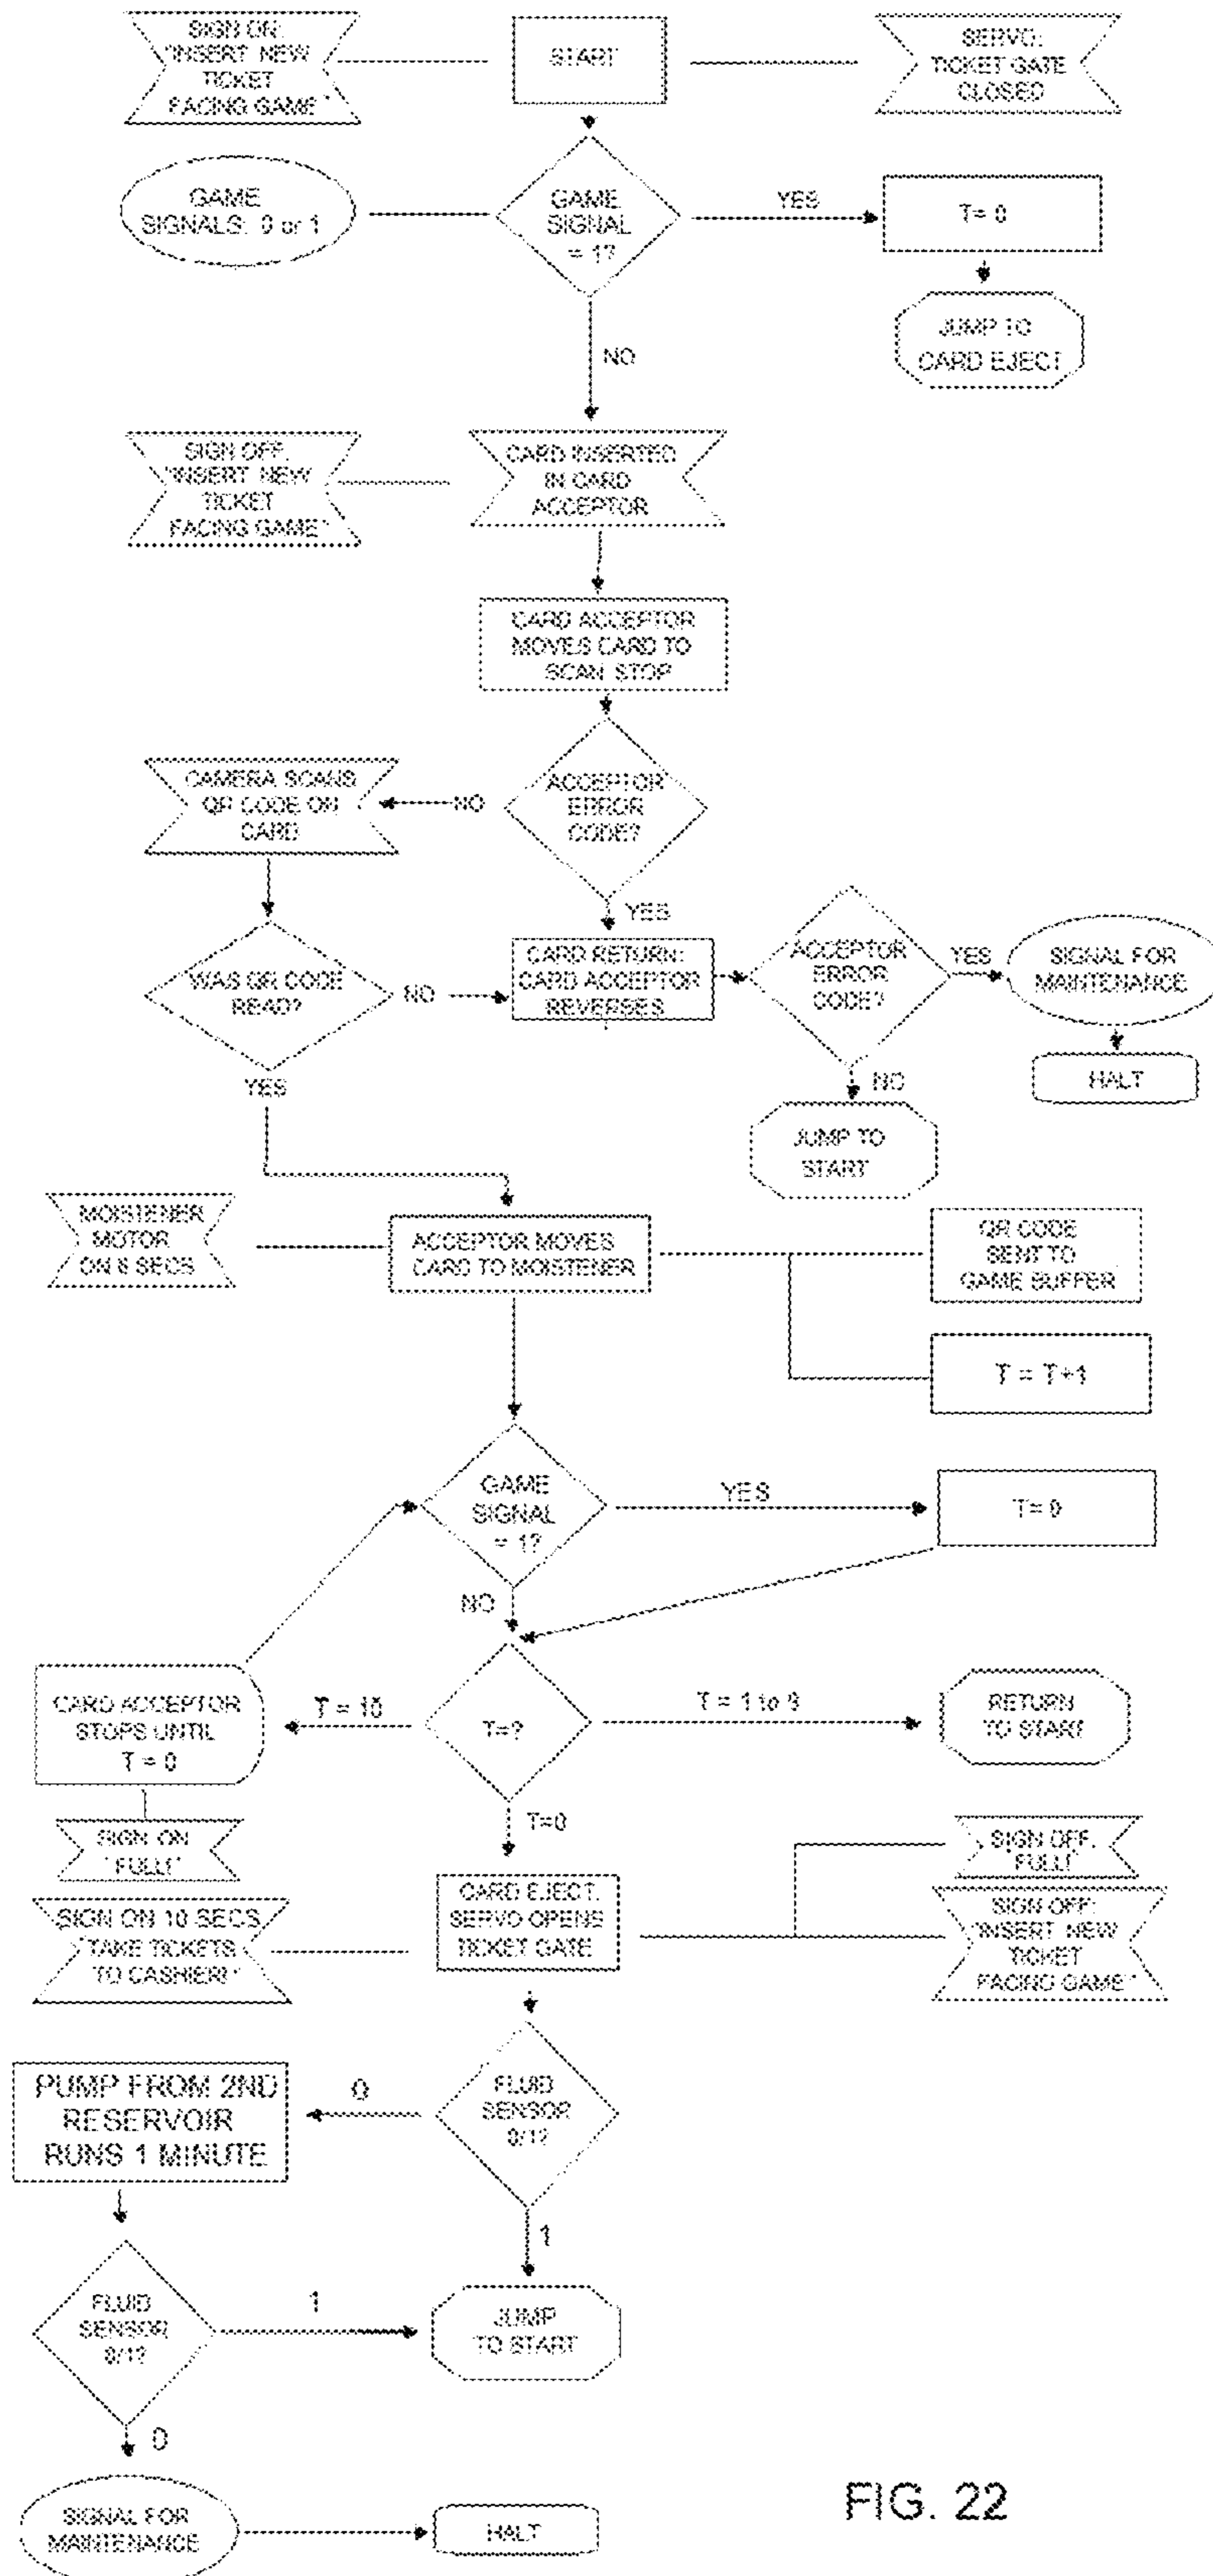 SIGN ON:
"INSERT NEW
TICKET
FACING GAME"
START
SERVO:
TICKET GATE
CLOSED
GAME
SIGNALS: 0 or 1
GAME
SIGNAL
= 1?
YES
T= 0
JUMP TO
CARD EJECT
NO
SIGN OFF:
"INSERT NEW
TICKET
FACING GAME"
CARD INSERTED
IN CARD
ACCEPTOR
CARD ACCEPTOR
MOVES CARD TO
SCAN STOP
CAMERA SCANS
QR CODE ON
CARD
NO
ACCEPTOR
ERROR
CODE?
YES
WAS QR CODE
READ?
NO
CARD RETURN:
CARD ACCEPTOR
REVERSES
ACCEPTOR
ERROR
CODE?
YES
SIGNAL FOR
MAINTENANCE
HALT
NO
JUMP TO
START
YES
MOISTENER
MOTOR
ON 6 SECS
ACCEPTOR MOVES
CARD TO MOISTENER
QR CODE
SENT TO
GAME BUFFER
T = T+1
GAME
SIGNAL
= 1?
YES
T= 0
NO
CARD ACCEPTOR
STOPS UNTIL
T = 0
T = 10
T=?
T = 1 to 9
RETURN
TO START
SIGN ON
"FULL!"
T=0
SIGN OFF:
"FULL!"
SIGN ON 10 SECS
"TAKE TICKETS
TO CASHIER!"
CARD EJECT:
SERVO OPENS
TICKET GATE
SIGN OFF:
"INSERT NEW
TICKET
FACING GAME"
PUMP FROM 2ND
RESERVOIR
RUNS 1 MINUTE
0
FLUID
SENSOR
0/1?
1
FLUID
SENSOR
0/1?
1
JUMP
TO START
0
SIGNAL FOR
MAINTENANCE
HALT
FIG. 22